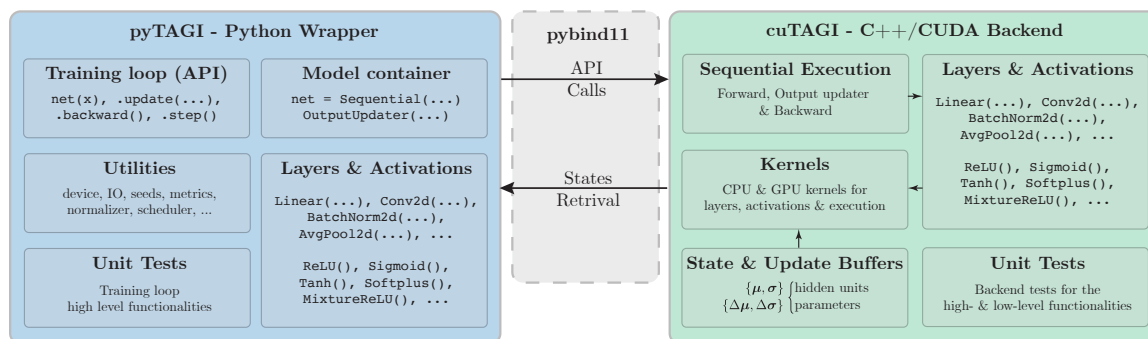 pyTAGI - Python Wrapper
Training loop (API)
net(x), .update(...),
.backward(), .step()
Model container
net = Sequential(...)
OutputUpdater(...)
Utilities
device, IO, seeds, metrics,
normalizer, scheduler, ...
Layers & Activations
Linear(...), Conv2d(...),
BatchNorm2d(...),
AvgPool2d(...), ...
ReLU(), Sigmoid(),
Tanh(), Softplus(),
MixtureReLU(), ...
Unit Tests
Training loop
high level functionalities
pybind11
API
Calls
States
Retrival
cuTAGI - C++/CUDA Backend
Sequential Execution
Forward, Output updater
& Backward
Layers & Activations
Linear(...), Conv2d(...),
BatchNorm2d(...),
AvgPool2d(...), ...
ReLU(), Sigmoid(),
Tanh(), Softplus(),
MixtureReLU(), ...
Kernels
CPU & GPU kernels for
layers, activations & execution
State & Update Buffers
{μ, σ} { hidden units
{Δμ, Δσ} { parameters
Unit Tests
Backend tests for the
high- & low-level functionalities